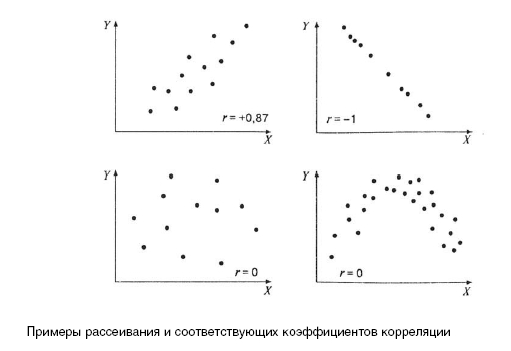 Y
Y
r = +0,87
r = −1
X
X
Y
Y
r = 0
r = 0
X
X
Примеры рассеивания и соответствующих коэффициентов корреляции